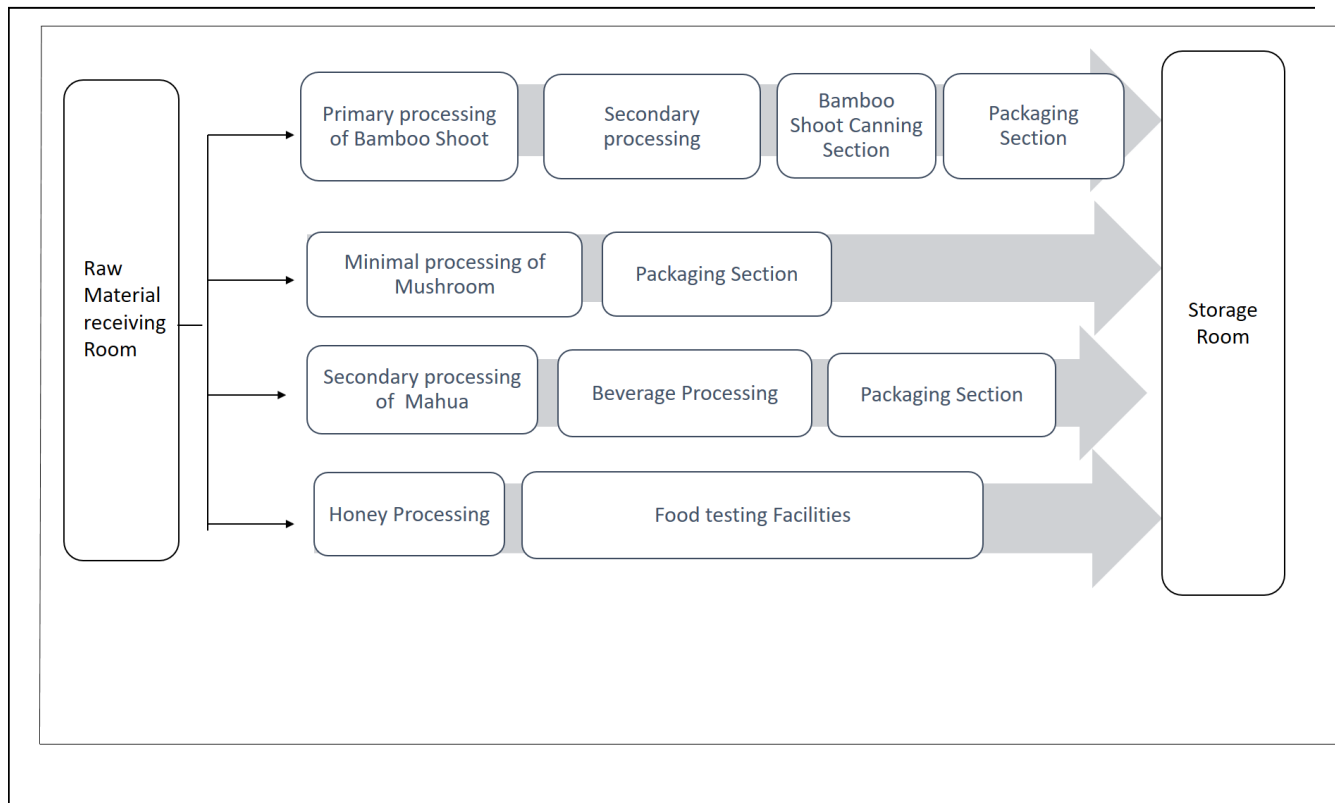 Raw
Material
receiving
Room
Primary processing
of Bamboo Shoot
Secondary
processing
Bamboo
Shoot Canning
Section
Packaging
Section
Minimal processing of
Mushroom
Packaging Section
Secondary processing
of Mahua
Beverage Processing
Packaging Section
Honey Processing
Food testing Facilities
Storage
Room